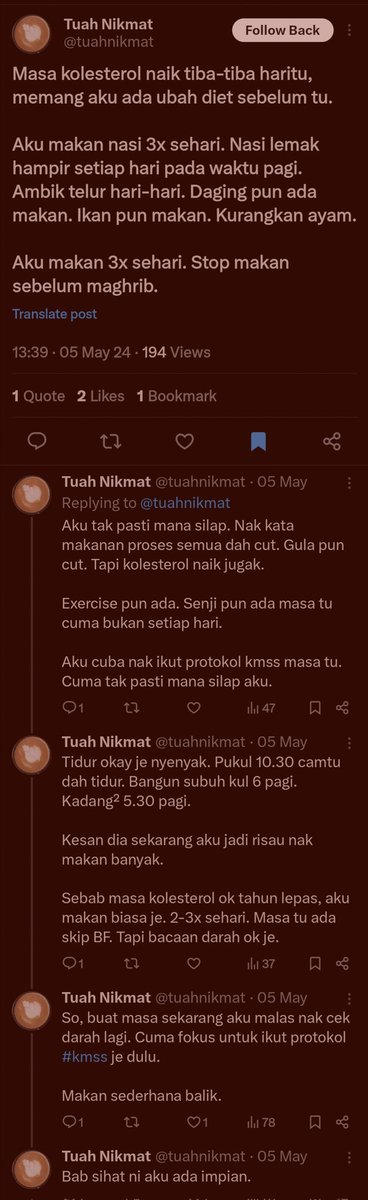 Tuah Nikmat
@tuahnikmat
Follow Back
Masa kolesterol naik tiba-tiba haritu,
memang aku ada ubah diet sebelum tu.
Aku makan nasi 3x sehari. Nasi lemak
hampir setiap hari pada waktu pagi.
Ambik telur hari-hari. Daging pun ada
makan. Ikan pun makan. Kurangkan ayam.
Aku makan 3x sehari. Stop makan
sebelum maghrib.
Translate post
13:39 · 05 May 24 · 194 Views
1 Quote 2 Likes 1 Bookmark
Tuah Nikmat @tuahnikmat · 05 May
Replying to @tuahnikmat
Aku tak pasti mana silap. Nak kata
makanan proses semua dah cut. Gula pun
cut. Tapi kolesterol naik jugak.
Exercise pun ada. Senji pun ada masa tu
cuma bukan setiap hari.
Aku cuba nak ikut protokol kmss masa tu.
Cuma tak pasti mana silap aku.
1 47
Tuah Nikmat @tuahnikmat · 05 May
Tidur okay je nyenyak. Pukul 10.30 camtu
dah tidur. Bangun subuh kul 6 pagi.
Kadang² 5.30 pagi.
Kesan dia sekarang aku jadi risau nak
makan banyak.
Sebab masa kolesterol ok tahun lepas, aku
makan biasa je. 2-3x sehari. Masa tu ada
skip BF. Tapi bacaan darah ok je.
1 37
Tuah Nikmat @tuahnikmat · 05 May
So, buat masa sekarang aku malas nak cek
darah lagi. Cuma fokus untuk ikut protokol
#kmss je dulu.
Makan sederhana balik.
1 1 78
Tuah Nikmat @tuahnikmat · 05 May
Bab sihat ni aku ada impian.